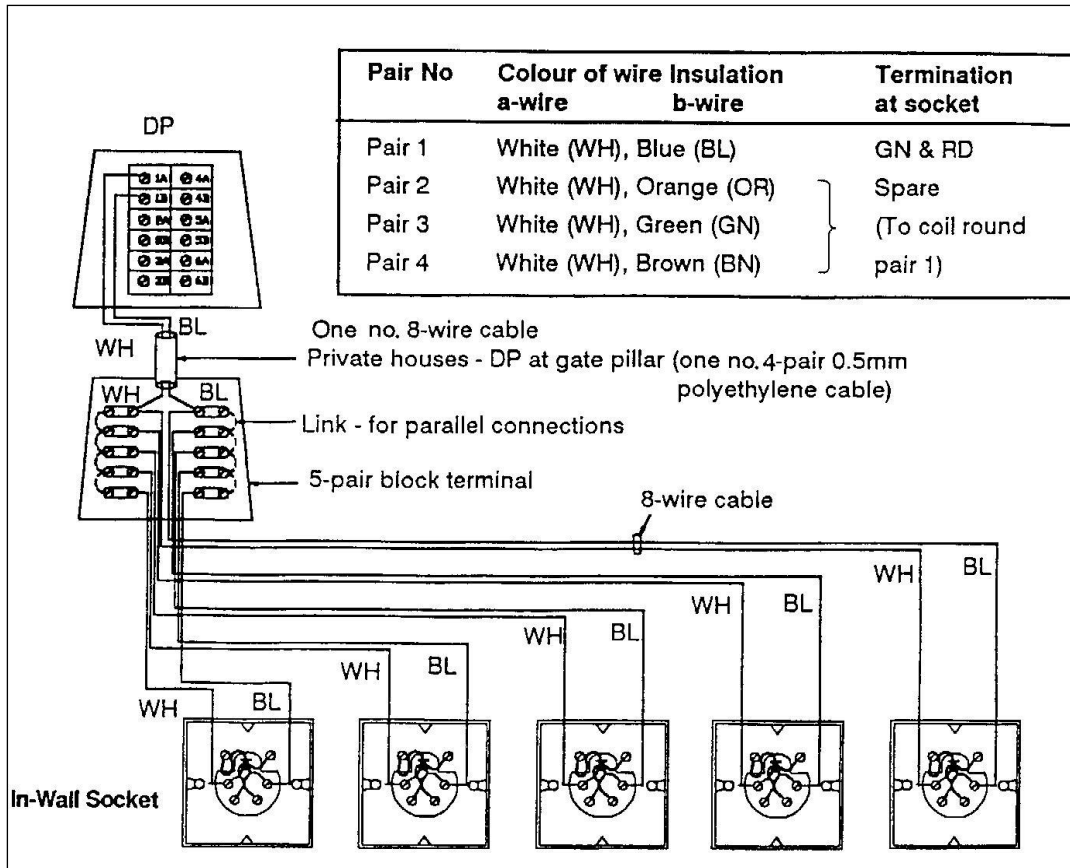 Pair No Colour of wire Insulation Termination
a-wire b-wire at socket
Pair 1 White (WH), Blue (BL) GN & RD
Pair 2 White (WH), Orange (OR) Spare
Pair 3 White (WH), Green (GN) (To coil round
Pair 4 White (WH), Brown (BN) pair 1)
DP
1A 4A
WH BL
One no. 8-wire cable
Private houses - DP at gate pillar (one no. 4-pair 0.5mm
polyethylene cable)
WH BL
Link - for parallel connections
5-pair block terminal
8-wire cable
WH BL
WH BL
WH BL
WH BL
WH BL
In-Wall Socket